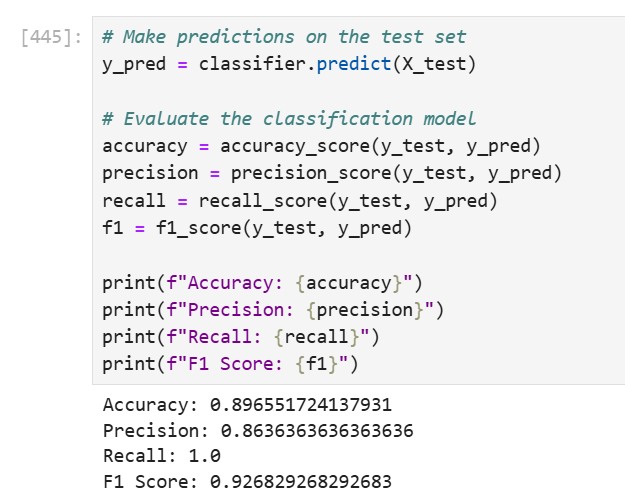 [445]: # Make predictions on the test set
y_pred = classifier.predict(X_test)
# Evaluate the classification model
accuracy = accuracy_score(y_test, y_pred)
precision = precision_score(y_test, y_pred)
recall = recall_score(y_test, y_pred)
f1 = f1_score(y_test, y_pred)
print(f"Accuracy: {accuracy}")
print(f"Precision: {precision}")
print(f"Recall: {recall}")
print(f"F1 Score: {f1}")
Accuracy: 0.896551724137931
Precision: 0.8636363636363636
Recall: 1.0
F1 Score: 0.926829268292683